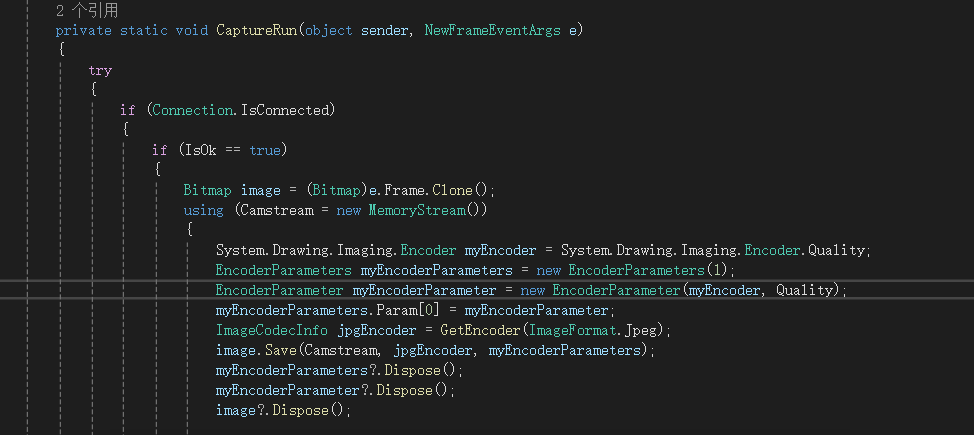 2 个引用
private static void CaptureRun(object sender, NewFrameEventArgs e)
{
try
{
if (Connection.IsConnected)
{
if (IsOk == true)
{
Bitmap image = (Bitmap)e.Frame.Clone();
using (Camstream = new MemoryStream())
{
System.Drawing.Imaging.Encoder myEncoder = System.Drawing.Imaging.Encoder.Quality;
EncoderParameters myEncoderParameters = new EncoderParameters(1);
EncoderParameter myEncoderParameter = new EncoderParameter(myEncoder, Quality);
myEncoderParameters.Param[0] = myEncoderParameter;
ImageCodecInfo jpgEncoder = GetEncoder(ImageFormat.Jpeg);
image.Save(Camstream, jpgEncoder, myEncoderParameters);
myEncoderParameters?.Dispose();
myEncoderParameter?.Dispose();
image?.Dispose();